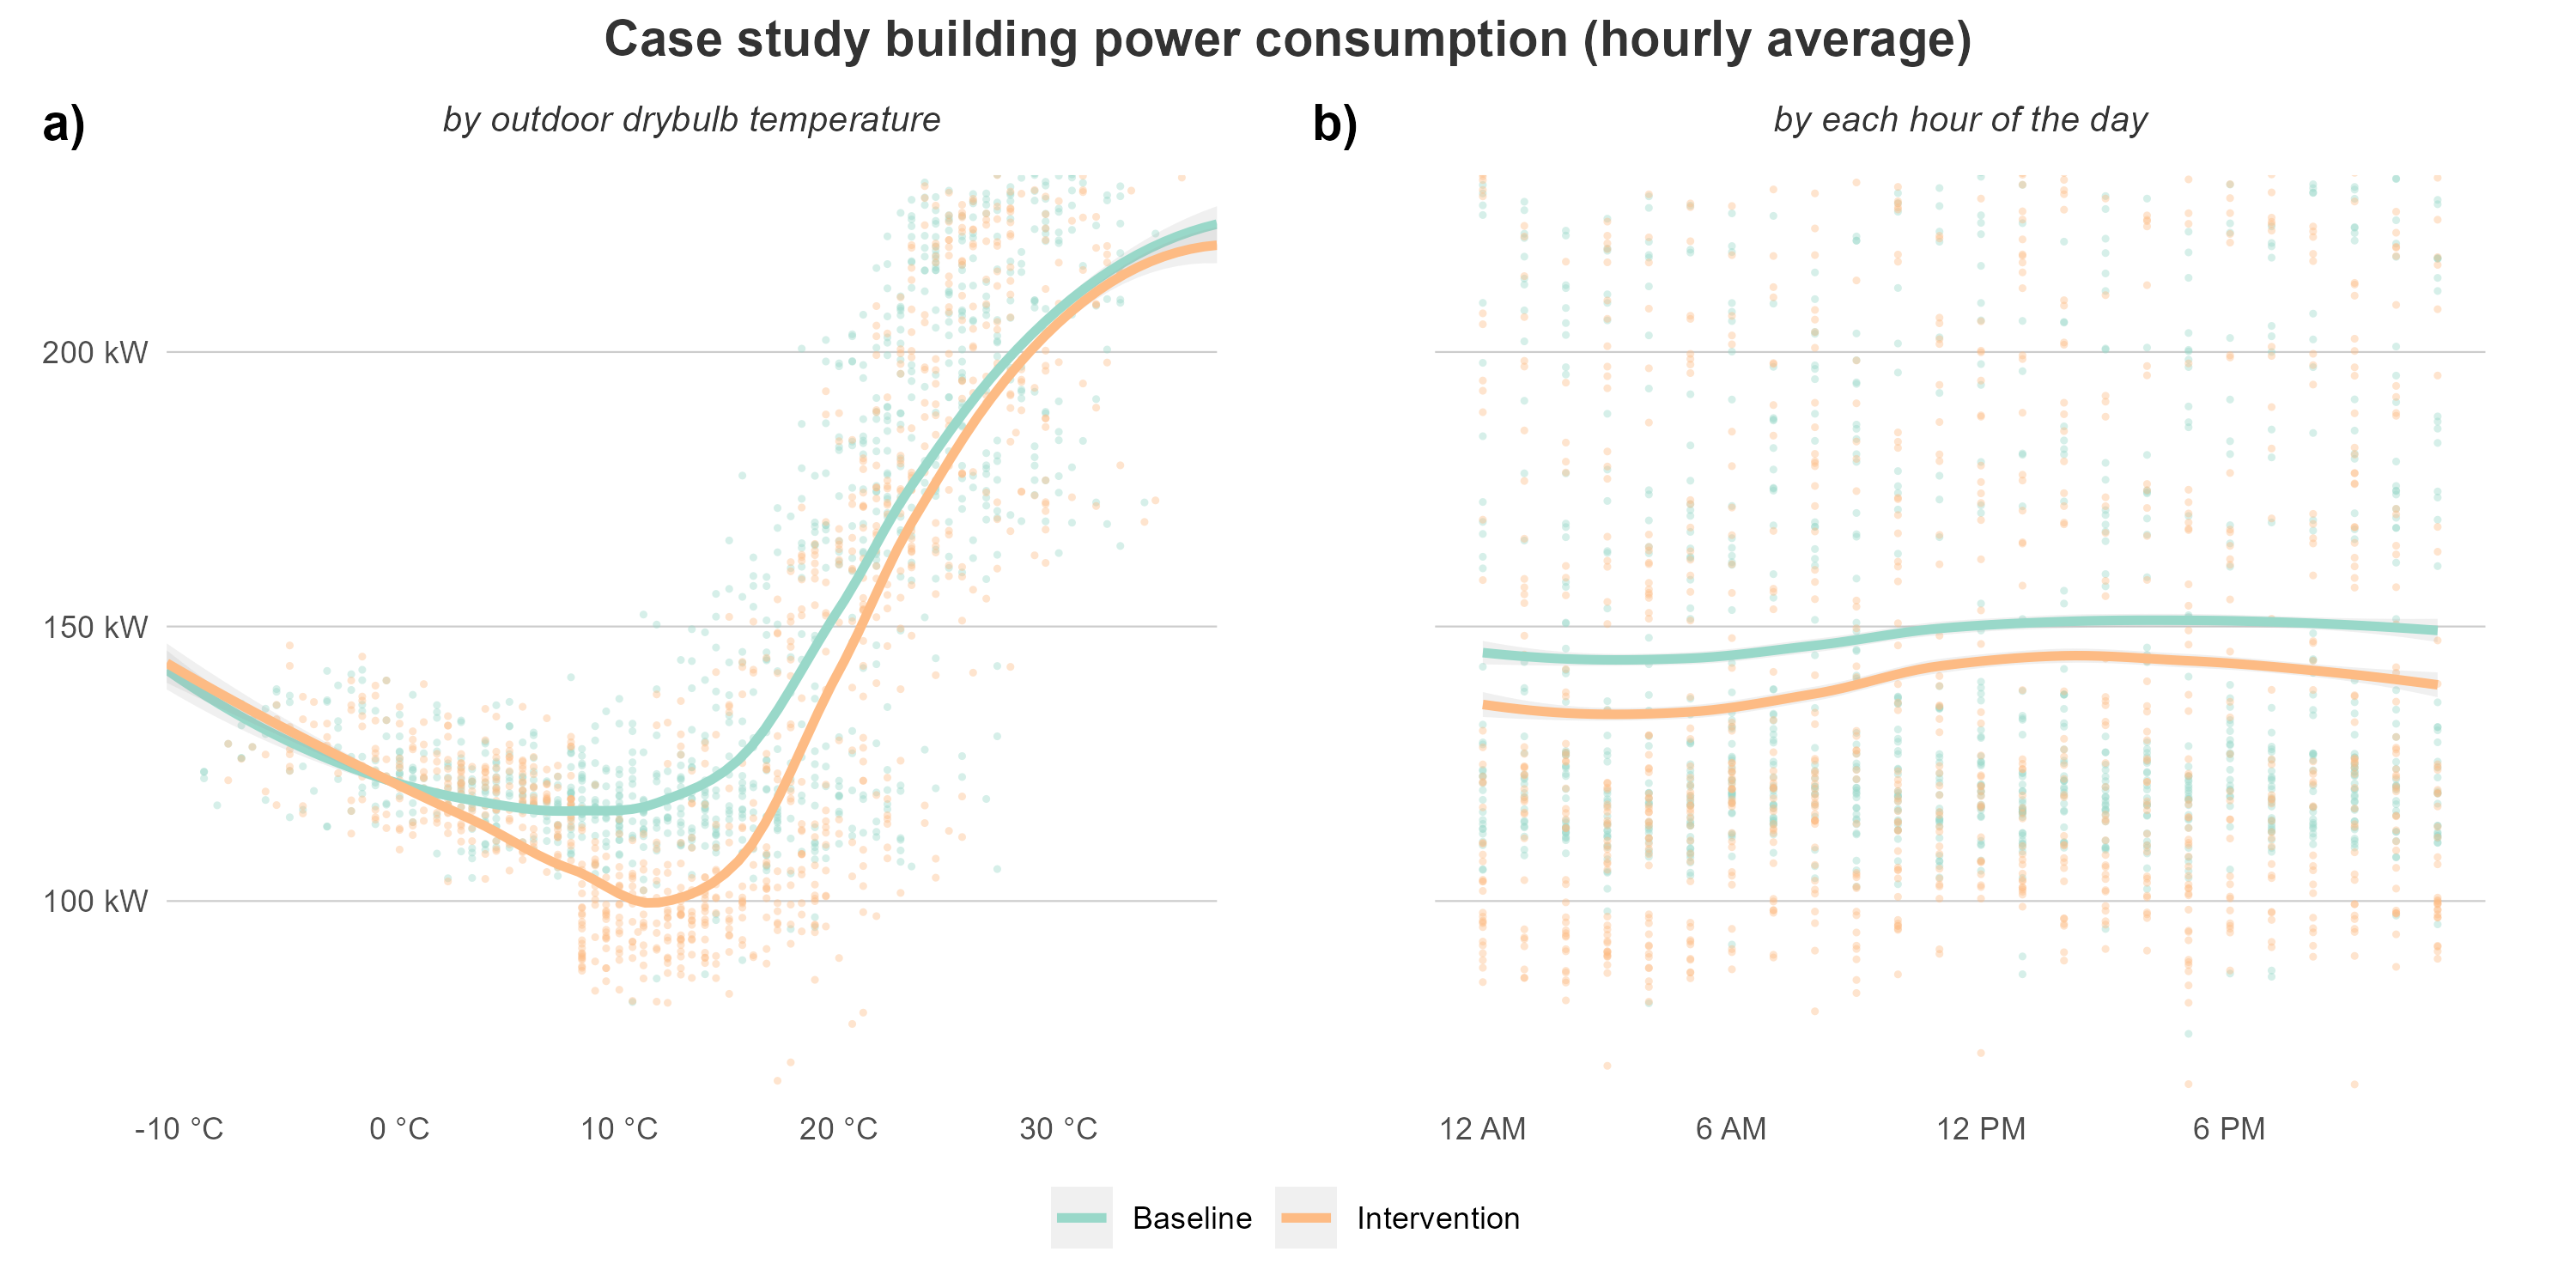 Case study building power consumption (hourly average)
a)
by outdoor drybulb temperature
200 kW
150 kW
100 kW
-10 °C 0 °C 10 °C 20 °C 30 °C
b)
by each hour of the day
12 AM 6 AM 12 PM 6 PM
Baseline Intervention